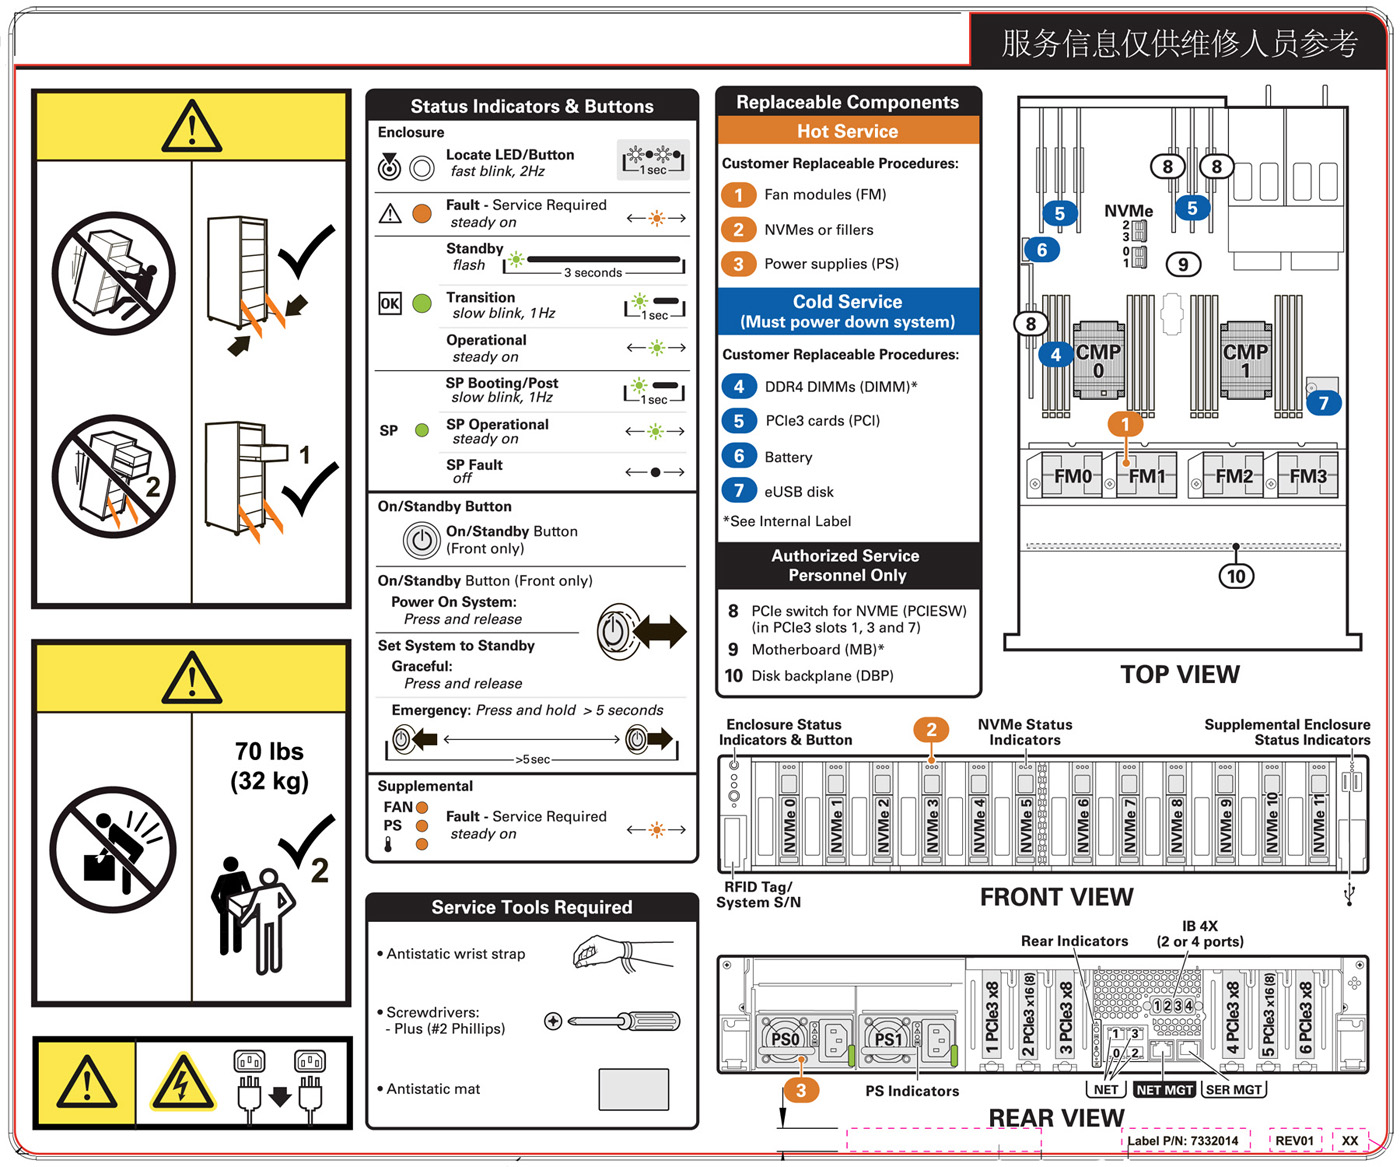 服务信息仅供维修人员参考
2
70 lbs
(32 kg)
2
1
Status Indicators & Buttons
Enclosure
Locate LED/Button
fast blink, 2Hz
1 sec
Fault - Service Required
steady on
Standby
flash
3 seconds
OK
Transition
slow blink, 1Hz
1 sec
Operational
steady on
SP Booting/Post
slow blink, 1Hz
1 sec
SP
SP Operational
steady on
SP Fault
off
On/Standby Button
On/Standby Button
(Front only)
On/Standby Button (Front only)
Power On System:
Press and release
Set System to Standby
Graceful:
Press and release
Emergency: Press and hold > 5 seconds
>5 sec
Supplemental
FAN
PS
Fault - Service Required
steady on
Service Tools Required
• Antistatic wrist strap
• Screwdrivers:
- Plus (#2 Phillips)
• Antistatic mat
Replaceable Components
Hot Service
Customer Replaceable Procedures:
1 Fan modules (FM)
2 NVMes or fillers
3 Power supplies (PS)
Cold Service
(Must power down system)
Customer Replaceable Procedures:
4 DDR4 DIMMs (DIMM)*
5 PCIe3 cards (PCI)
6 Battery
7 eUSB disk
*See Internal Label
Authorized Service
Personnel Only
8 PCIe switch for NVME (PCIESW)
(in PCIe3 slots 1, 3 and 7)
9 Motherboard (MB)*
10 Disk backplane (DBP)
8 8
5 5
NVMe
2
3
0
1
6
9
8
4
CMP
0
CMP
1
7
1
FM0 FM1 FM2 FM3
10
TOP VIEW
Enclosure Status
Indicators & Button
2
NVMe Status
Indicators
Supplemental Enclosure
Status Indicators
NVMe 0
NVMe 1
NVMe 2
NVMe 3
NVMe 4
NVMe 5
NVMe 6
NVMe 7
NVMe 8
NVMe 9
NVMe 10
NVMe 11
RFID Tag/
System S/N
FRONT VIEW
IB 4X
(2 or 4 ports)
Rear Indicators
PS0
PS1
1 PCIe3 x8
2 PCIe3 x16 (8)
3 PCIe3 x8
1 2 3 4
1 3
0 2
4 PCIe3 x8
5 PCIe3 x16 (8)
6 PCIe3 x8
3
PS Indicators
NET
NET MGT
SER MGT
REAR VIEW
Label P/N: 7332014
REV01
XX